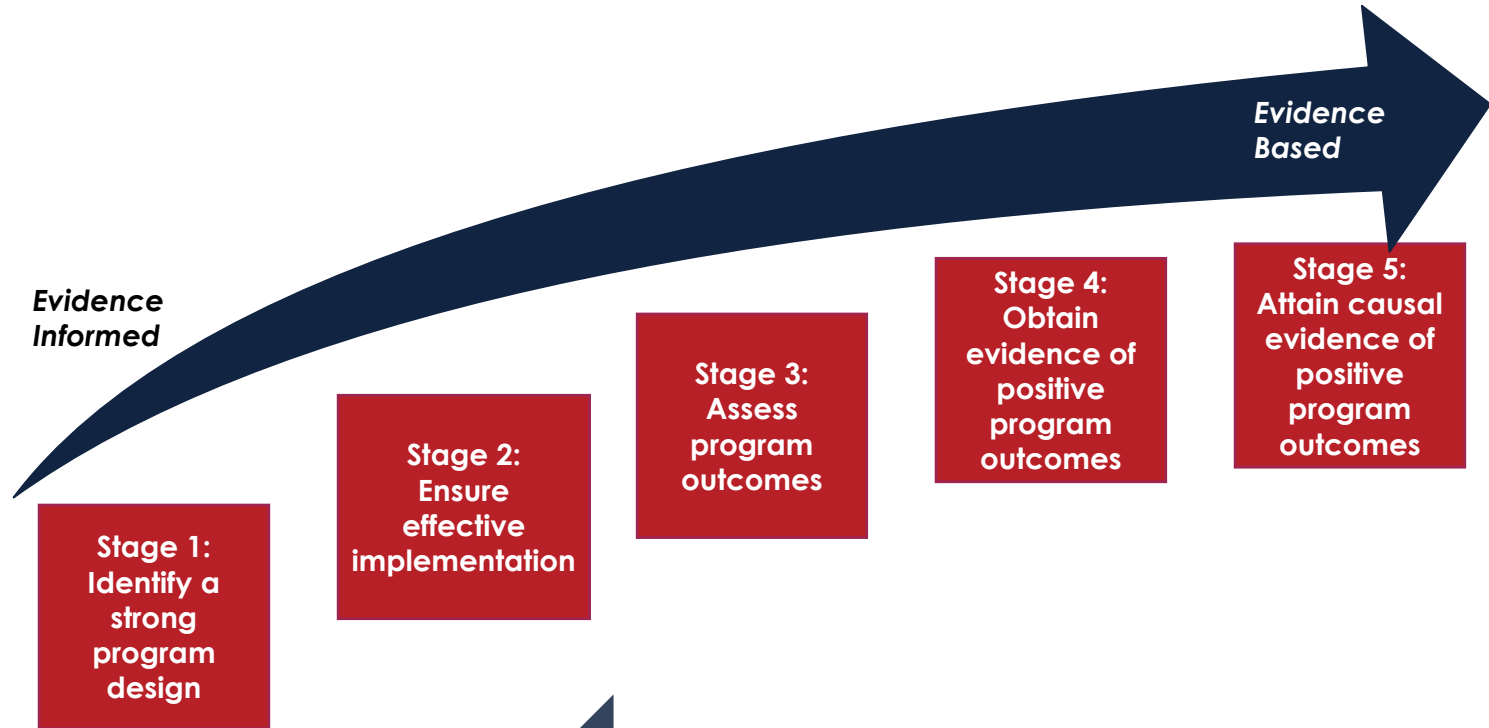 Evidence
Informed
Stage 1:
Identify a
strong
program
design
Stage 2:
Ensure
effective
implementation
Stage 3:
Assess
program
outcomes
Stage 4:
Obtain
evidence of
positive
program
outcomes
Stage 5:
Attain causal
evidence of
positive
program
outcomes
Evidence
Based